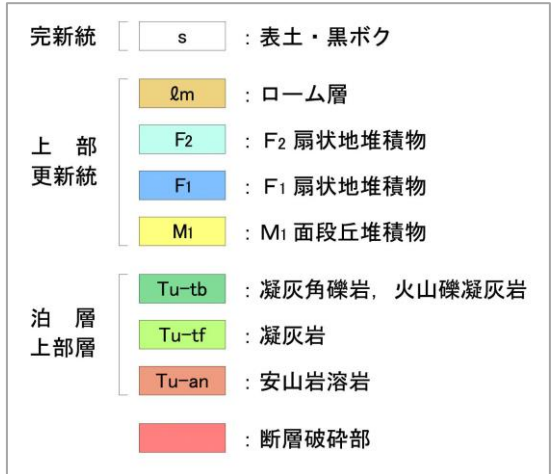 完新統 s : 表土・黒ボク
ℓm : ローム層
上 部 更新統 F2 : F2 扇状地堆積物
F1 : F1 扇状地堆積物
M1 : M1 面段丘堆積物
泊 層 上部層 Tu-tb : 凝灰角礫岩, 火山礫凝灰岩
Tu-tf : 凝灰岩
Tu-an : 安山岩溶岩
: 断層破砕部